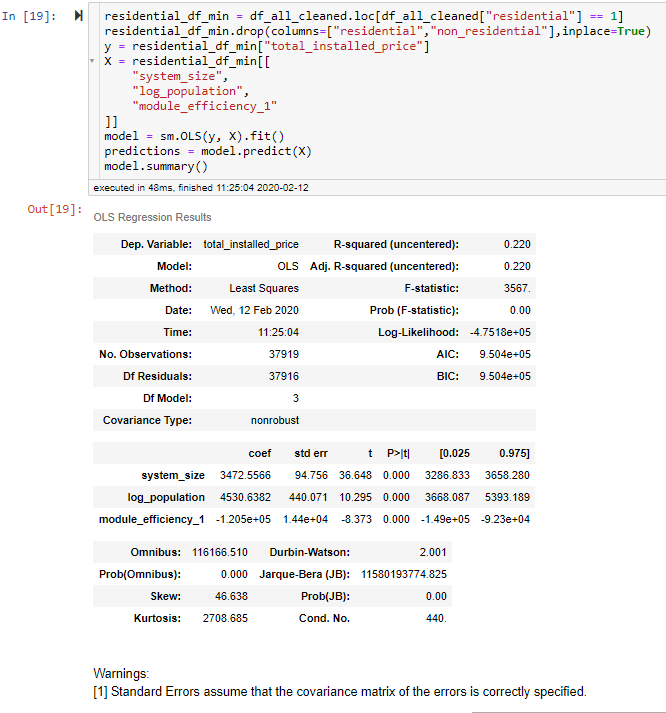 In [19]:
residential_df_min = df_all_cleaned.loc[df_all_cleaned["residential"] == 1]
residential_df_min.drop(columns=["residential","non_residential"],inplace=True)
y = residential_df_min["total_installed_price"]
X = residential_df_min[[
"system_size",
"log_population",
"module_efficiency_1"
]]
model = sm.OLS(y, X).fit()
predictions = model.predict(X)
model.summary()
executed in 48ms, finished 11:25:04 2020-02-12
Out[19]:
OLS Regression Results
Dep. Variable: total_installed_price R-squared (uncentered): 0.220
Model: OLS Adj. R-squared (uncentered): 0.220
Method: Least Squares F-statistic: 3567.
Date: Wed, 12 Feb 2020 Prob (F-statistic): 0.00
Time: 11:25:04 Log-Likelihood: -4.7518e+05
No. Observations: 37919 AIC: 9.504e+05
Df Residuals: 37916 BIC: 9.504e+05
Df Model: 3
Covariance Type: nonrobust
coef std err t P>|t| [0.025 0.975]
system_size 3472.5566 94.756 36.648 0.000 3286.833 3658.280
log_population 4530.6382 440.071 10.295 0.000 3668.087 5393.189
module_efficiency_1 -1.205e+05 1.44e+04 -8.373 0.000 -1.49e+05 -9.23e+04
Omnibus: 116166.510 Durbin-Watson: 2.001
Prob(Omnibus): 0.000 Jarque-Bera (JB): 11580193774.825
Skew: 46.638 Prob(JB): 0.00
Kurtosis: 2708.685 Cond. No. 440.
Warnings:
[1] Standard Errors assume that the covariance matrix of the errors is correctly specified.